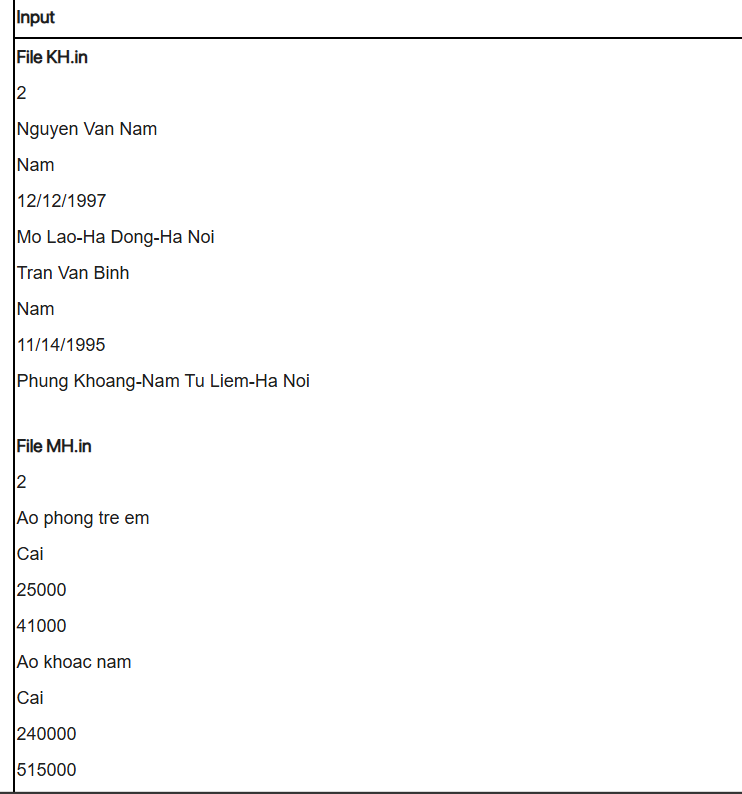 Input
File KH.in
2
Nguyen Van Nam
Nam
12/12/1997
Mo Lao-Ha Dong-Ha Noi
Tran Van Binh
Nam
11/14/1995
Phung Khoang-Nam Tu Liem-Ha Noi
File MH.in
2
Ao phong tre em
Cai
25000
41000
Ao khoac nam
Cai
240000
515000